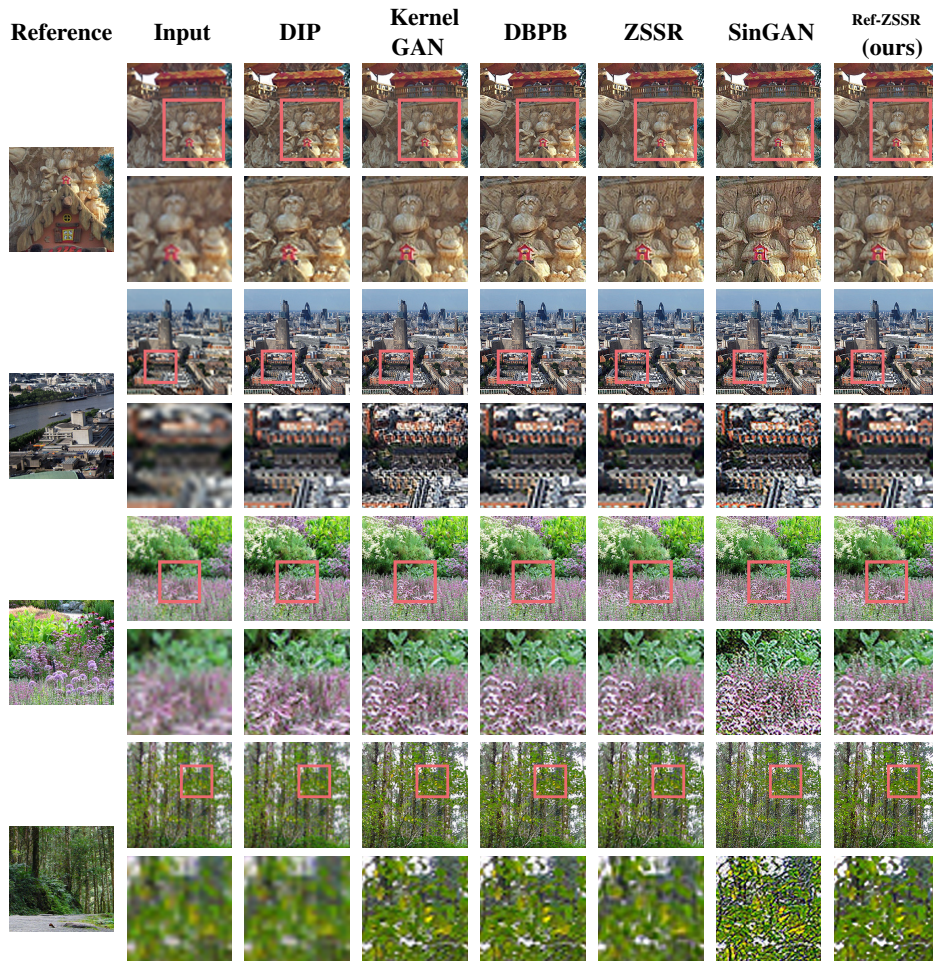 Reference
Input
DIP
Kernel
GAN
DBPB
ZSSR
SinGAN
Ref-ZSSR
(ours)